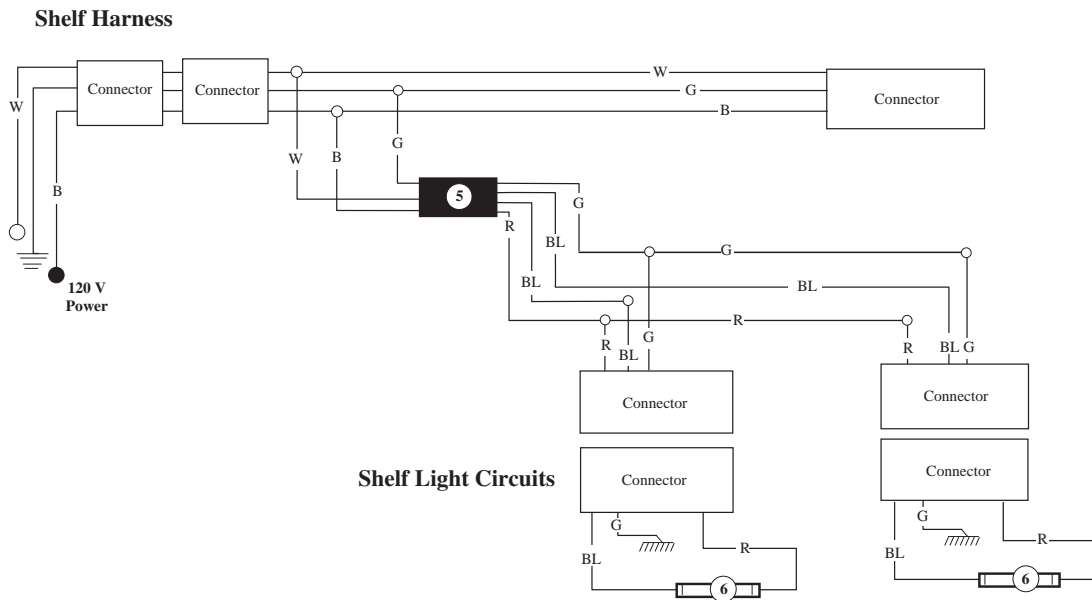 Shelf Harness
W
Connector
Connector
W
G
B
Connector
W
B
W
B
G
5
G
R
BL
BL
G
BL
R
120 V
Power
R
BL
G
R
BL
G
Connector
Connector
Shelf Light Circuits
Connector
Connector
G
BL
R
6
G
BL
R
6